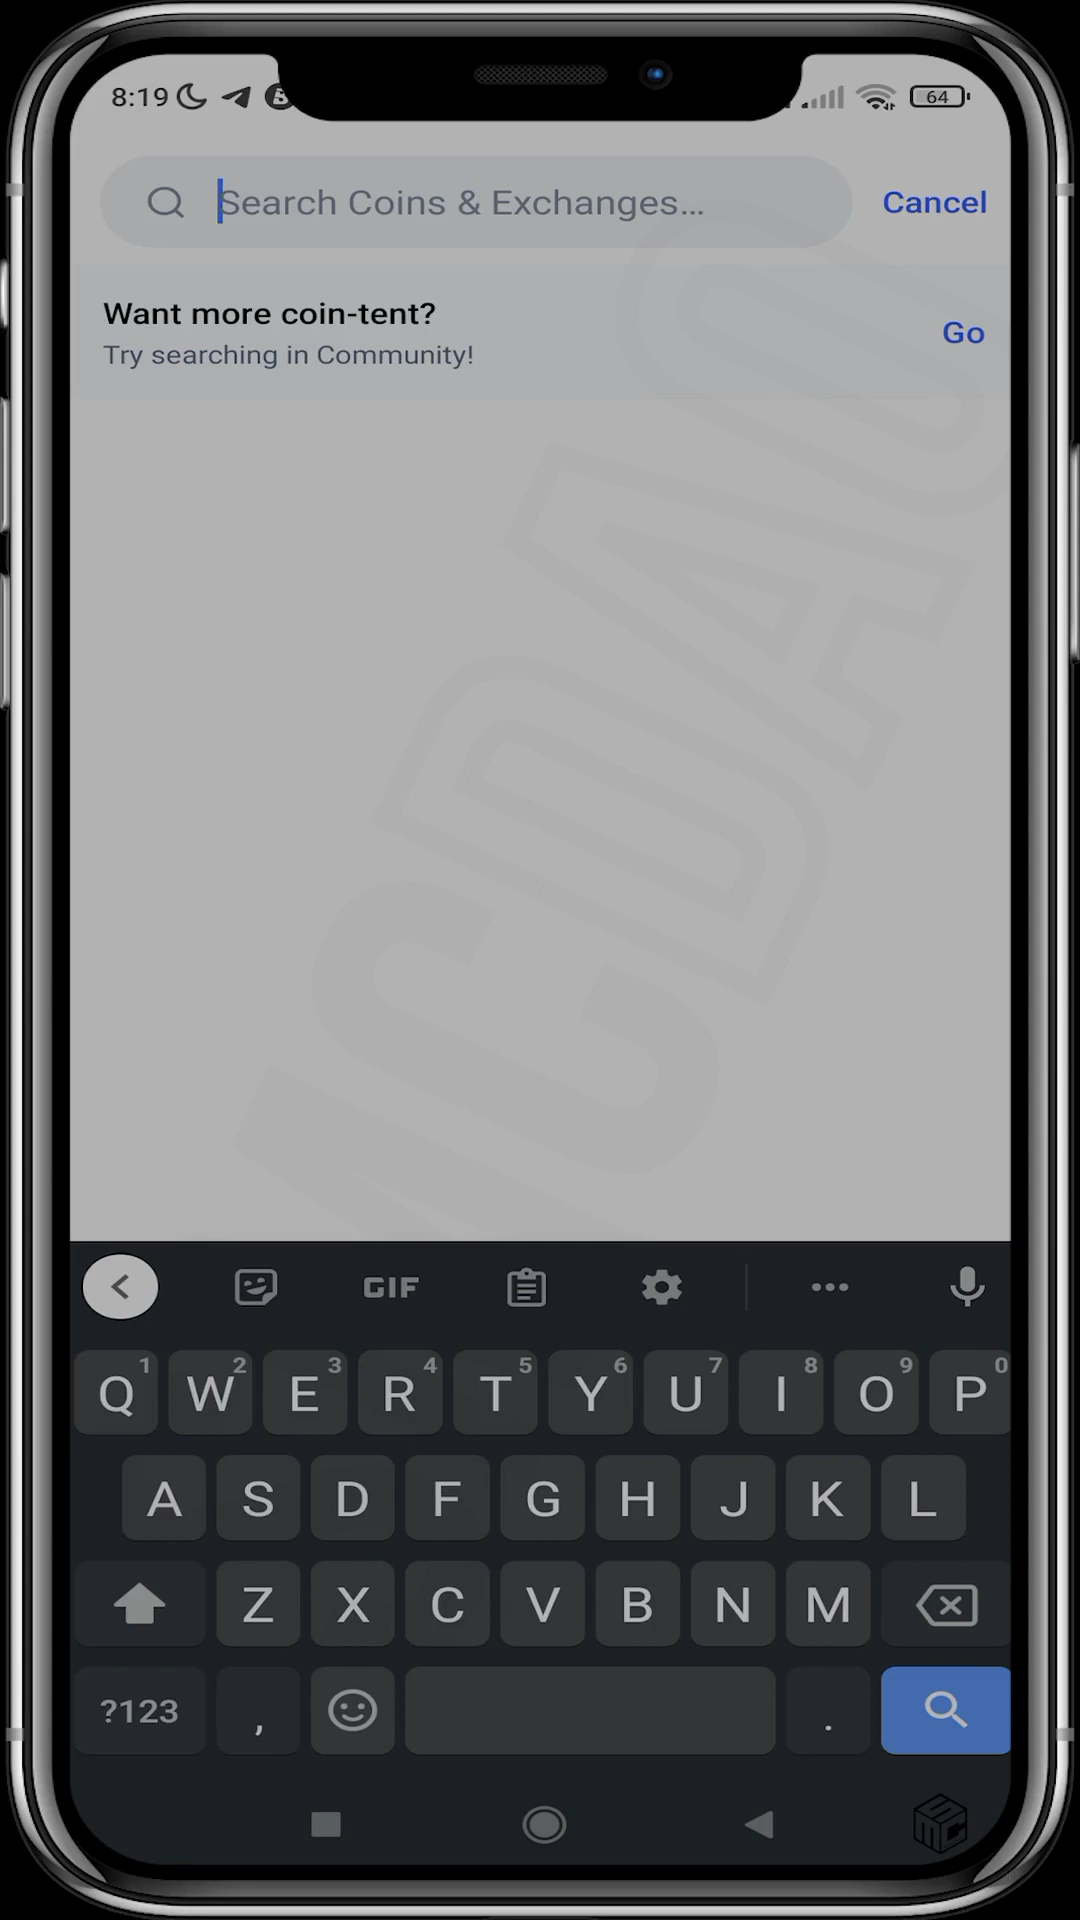 8:19
64
Search Coins & Exchanges...
Cancel
Want more coin-tent?
Try searching in Community!
Go
CDAO
GIF
Q1 W2 E3 R4 T5 Y6 U7 I8 O9 P0
A S D F G H J K L
Z X C V B N M
?123 , .